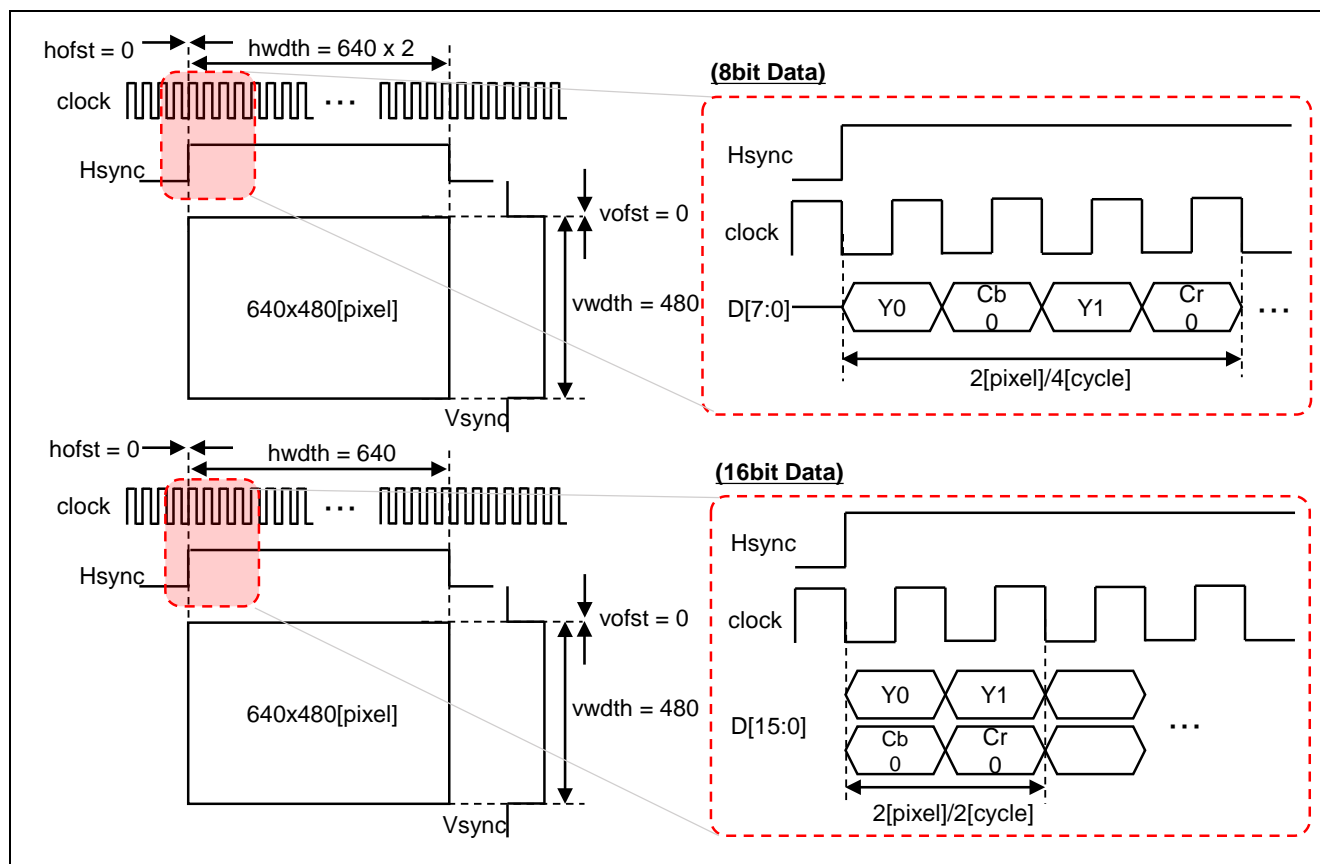 hofst = 0
hwdth = 640 x 2
clock
...
Hsync
vofst = 0
640x480[pixel]
vwdth = 480
Vsync
(8bit Data)
Hsync
clock
D[7:0]
Y0
Cb
0
Y1
Cr
0
...
2[pixel]/4[cycle]
hofst = 0
hwdth = 640
clock
...
Hsync
vofst = 0
640x480[pixel]
vwdth = 480
Vsync
(16bit Data)
Hsync
clock
D[15:0]
Y0
Y1
Cb
0
Cr
0
...
2[pixel]/2[cycle]